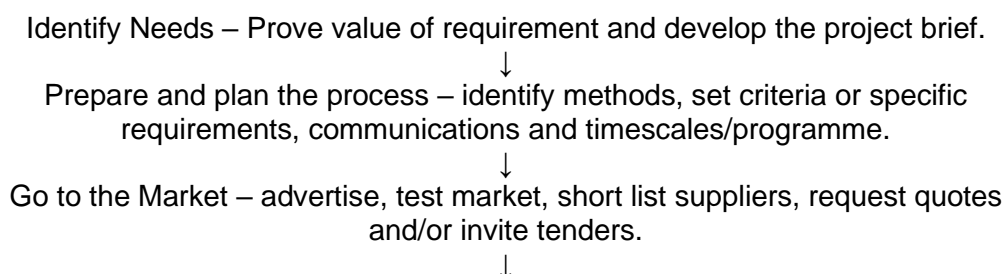 Identify Needs – Prove value of requirement and develop the project brief.
↓
Prepare and plan the process – identify methods, set criteria or specific
requirements, communications and timescales/programme.
↓
Go to the Market – advertise, test market, short list suppliers, request quotes
and/or invite tenders.
↓